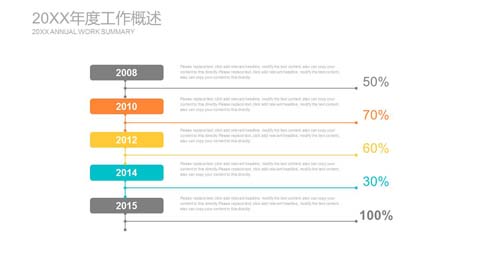 20XX年度工作概述
20XX ANNUAL WORK SUMMARY
2008
Please replace text, click add relevant headline, modify the text content, also can copy your
content to this directly. Please replace text, click add relevant headline, modify the text content,
also can copy your content to this directly.
50%
2010
Please replace text, click add relevant headline, modify the text content, also can copy your
content to this directly. Please replace text, click add relevant headline, modify the text content,
also can copy your content to this directly.
70%
2012
Please replace text, click add relevant headline, modify the text content, also can copy your
content to this directly. Please replace text, click add relevant headline, modify the text content,
also can copy your content to this directly.
60%
2014
Please replace text, click add relevant headline, modify the text content, also can copy your
content to this directly. Please replace text, click add relevant headline, modify the text content,
also can copy your content to this directly.
30%
2015
Please replace text, click add relevant headline, modify the text content, also can copy your
content to this directly. Please replace text, click add relevant headline, modify the text content,
also can copy your content to this directly.
100%